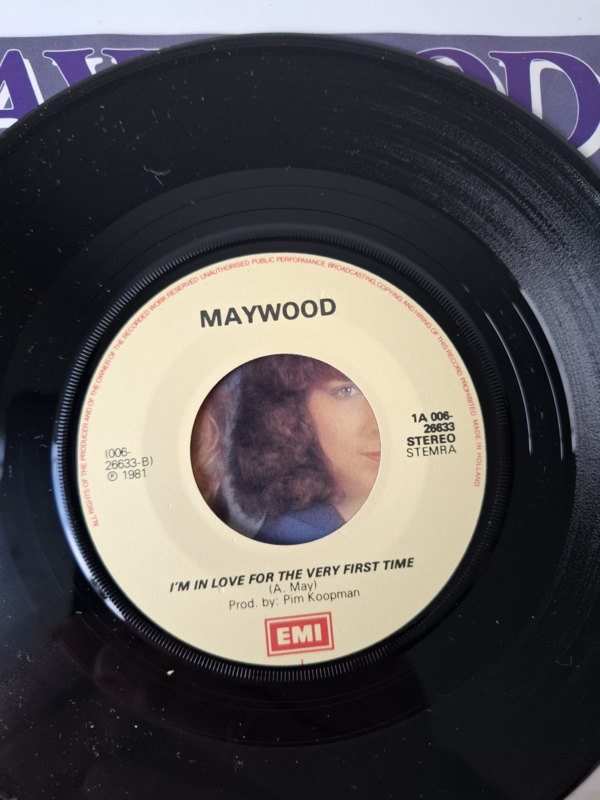 AYWOOD
ALL RIGHTS OF THE PRODUCER AND OF THE OWNER OF THE RECORDED WORK RESERVED. UNAUTHORISED PUBLIC PERFORMANCE, BROADCASTING, COPYING AND HIRING OF THIS RECORD PROHIBITED. MADE IN HOLLAND
MAYWOOD
1A 006-
26633
STEREO
STEMRA
(006-
26633-B)
℗ 1981
I'M IN LOVE FOR THE VERY FIRST TIME
(A. May)
Prod. by: Pim Koopman
EMI